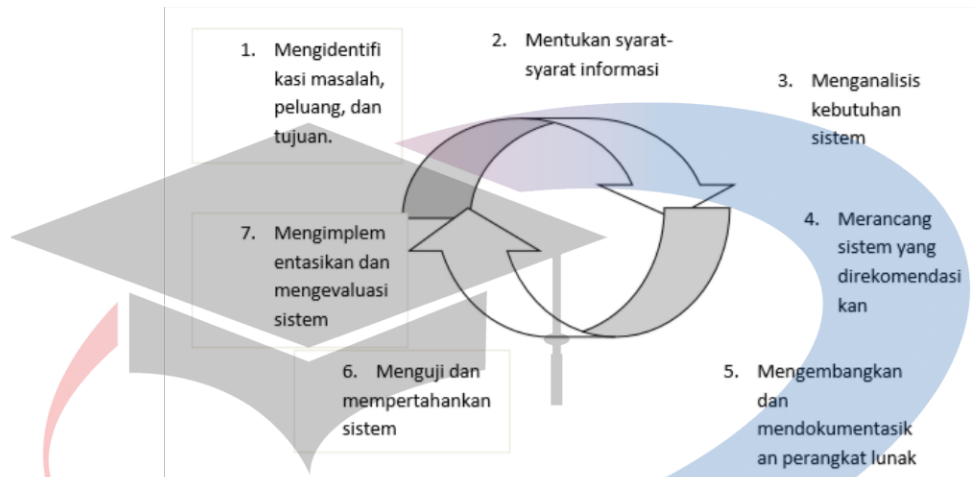 1. Mengidentifi
kasi masalah,
peluang, dan
tujuan.
2. Mentukan syarat-
syarat informasi
3. Menganalisis
kebutuhan
sistem
4. Merancang
sistem yang
direkomendasi
kan
5. Mengembangkan
dan
mendokumentasik
an perangkat lunak
6. Menguji dan
mempertahankan
sistem
7. Mengimplem
entasikan dan
mengevaluasi
sistem